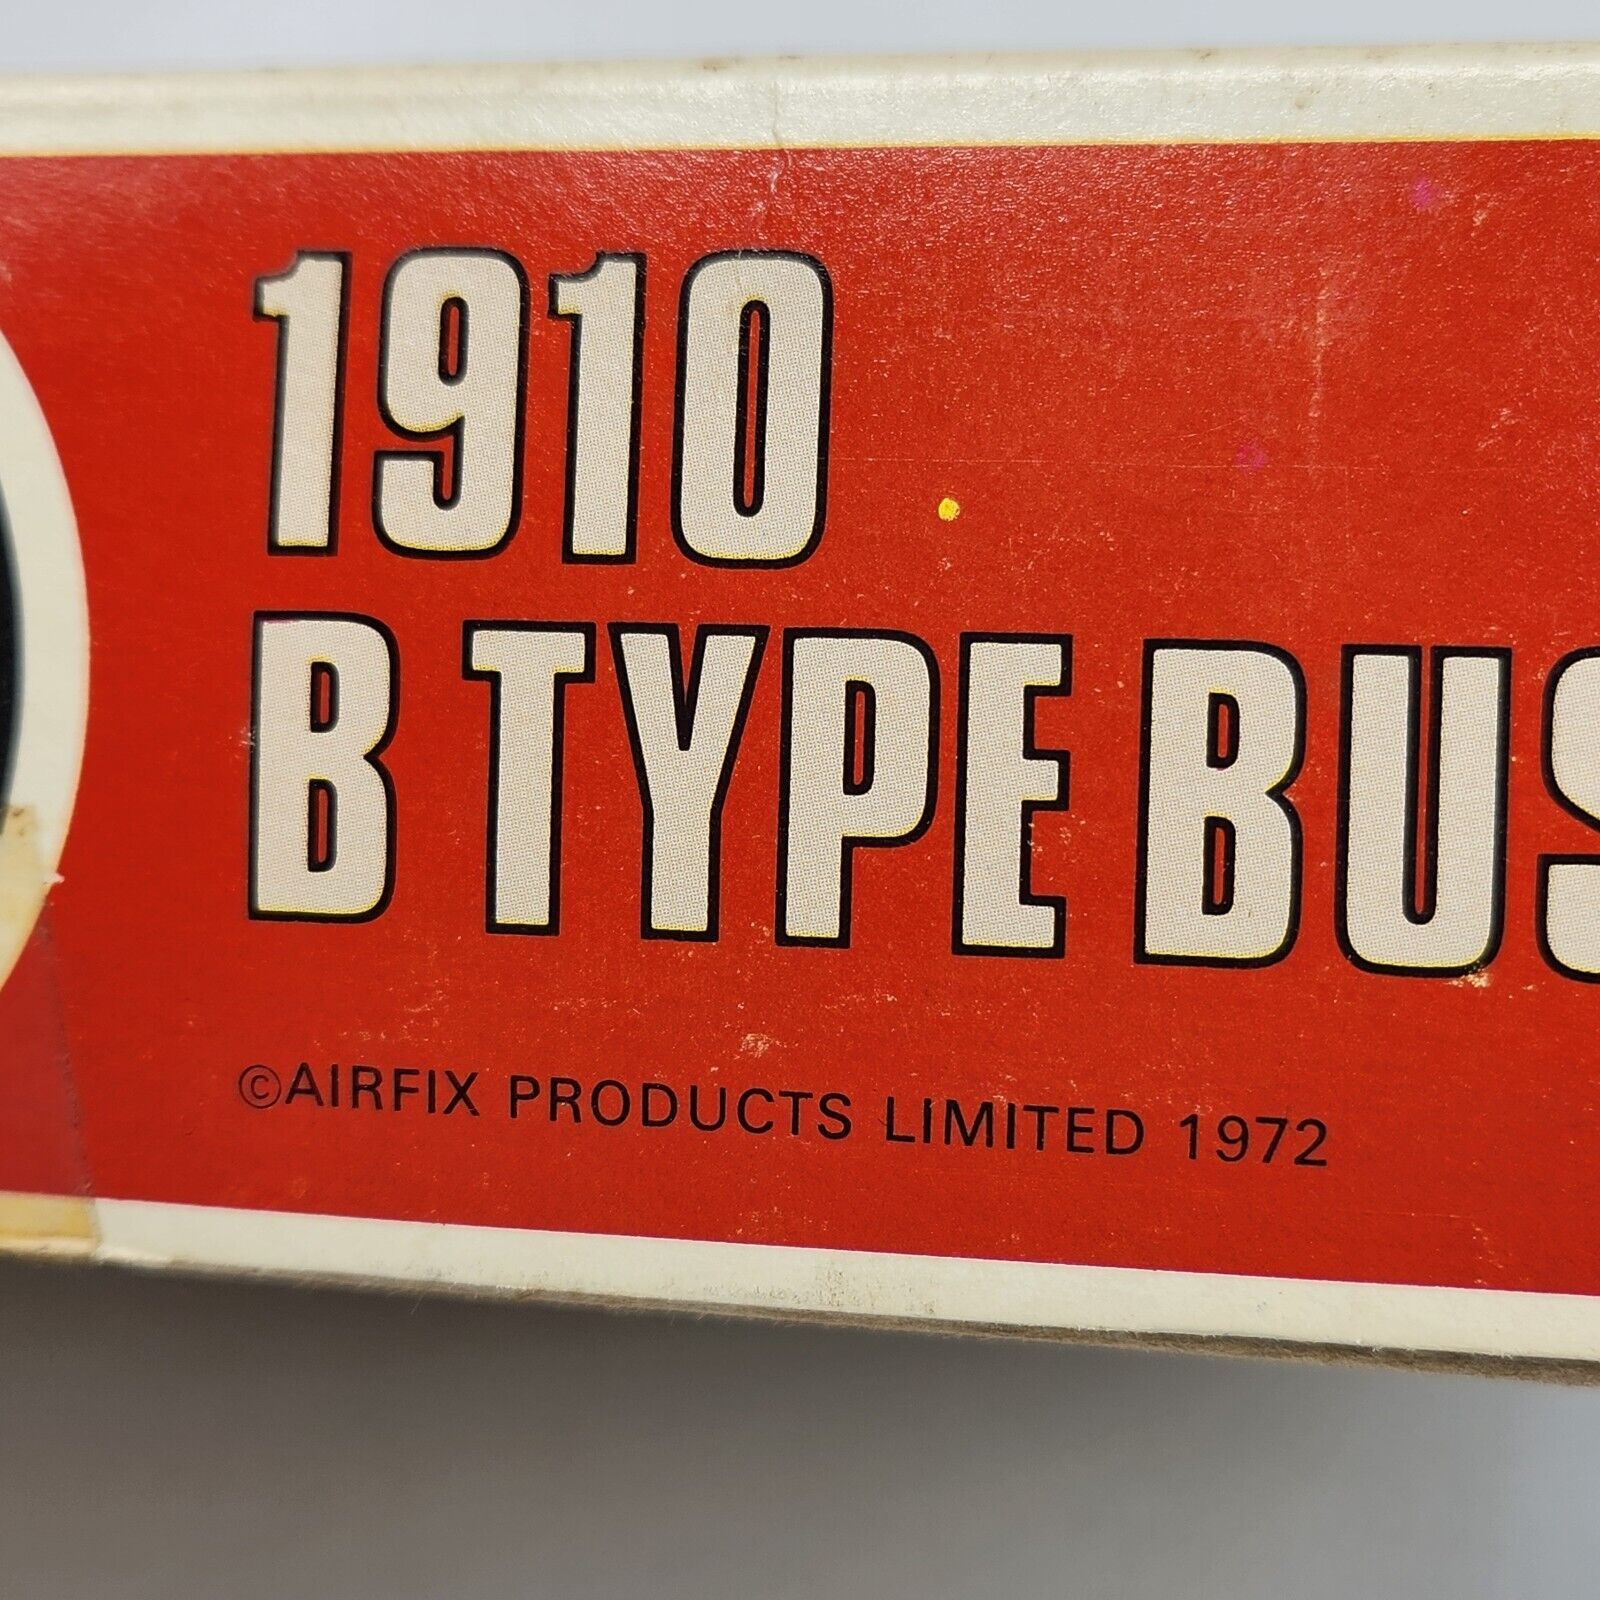 1910
B TYPE BUS
©AIRFIX PRODUCTS LIMITED 1972